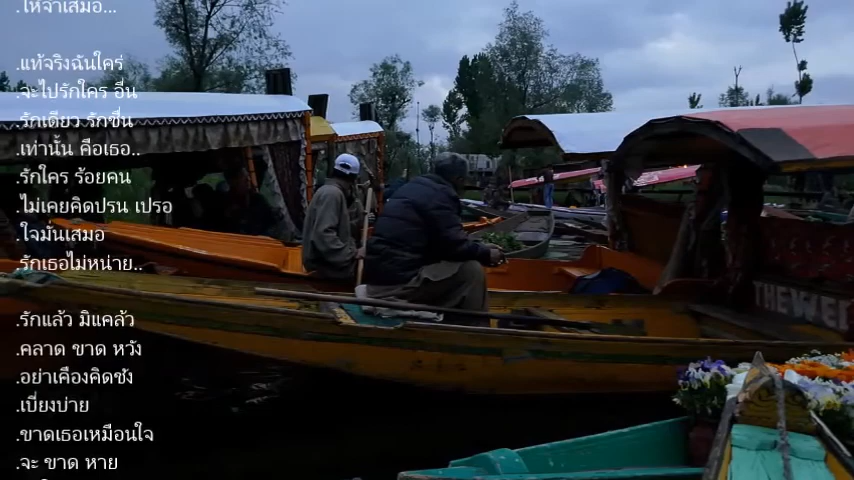 .ให้จำเสมอ...
.แท้จริงฉันใคร่
.จะไปรักใคร อื่น
.รักเดียว รักชื่น
.เท่านั้น คือเธอ..
.รักใคร ร้อยคน
.ไม่เคยคิดปรน เปรอ
.ใจมันเสมอ
.รักเธอไม่หน่าย..
.รักแล้ว มิแคล้ว
.คลาด ขาด หวัง
.อย่าคือคิดชัง
.เบี่ยงบ่าย
.ขาดเธอเหมือนใจ
.จะ ขาด หาย
THE
VIEW WE